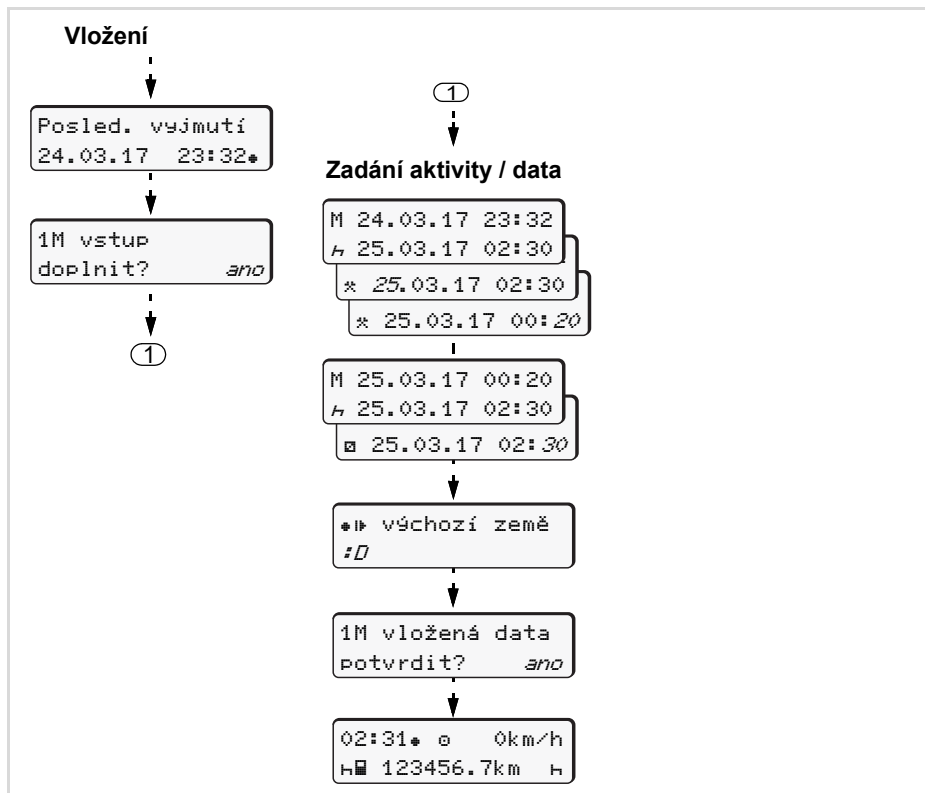 Vložení
Posled. vyjmutí
24.03.17 23:32
1M vstup
doplnit? ano
1
1
Zadání aktivity / data
M 24.03.17 23:32
25.03.17 02:30
25.03.17 02:30
25.03.17 00:20
M 25.03.17 00:20
25.03.17 02:30
25.03.17 02:30
výchozí země
:D
1M vložená data
potvrdit? ano
02:31 0km/h
123456.7km